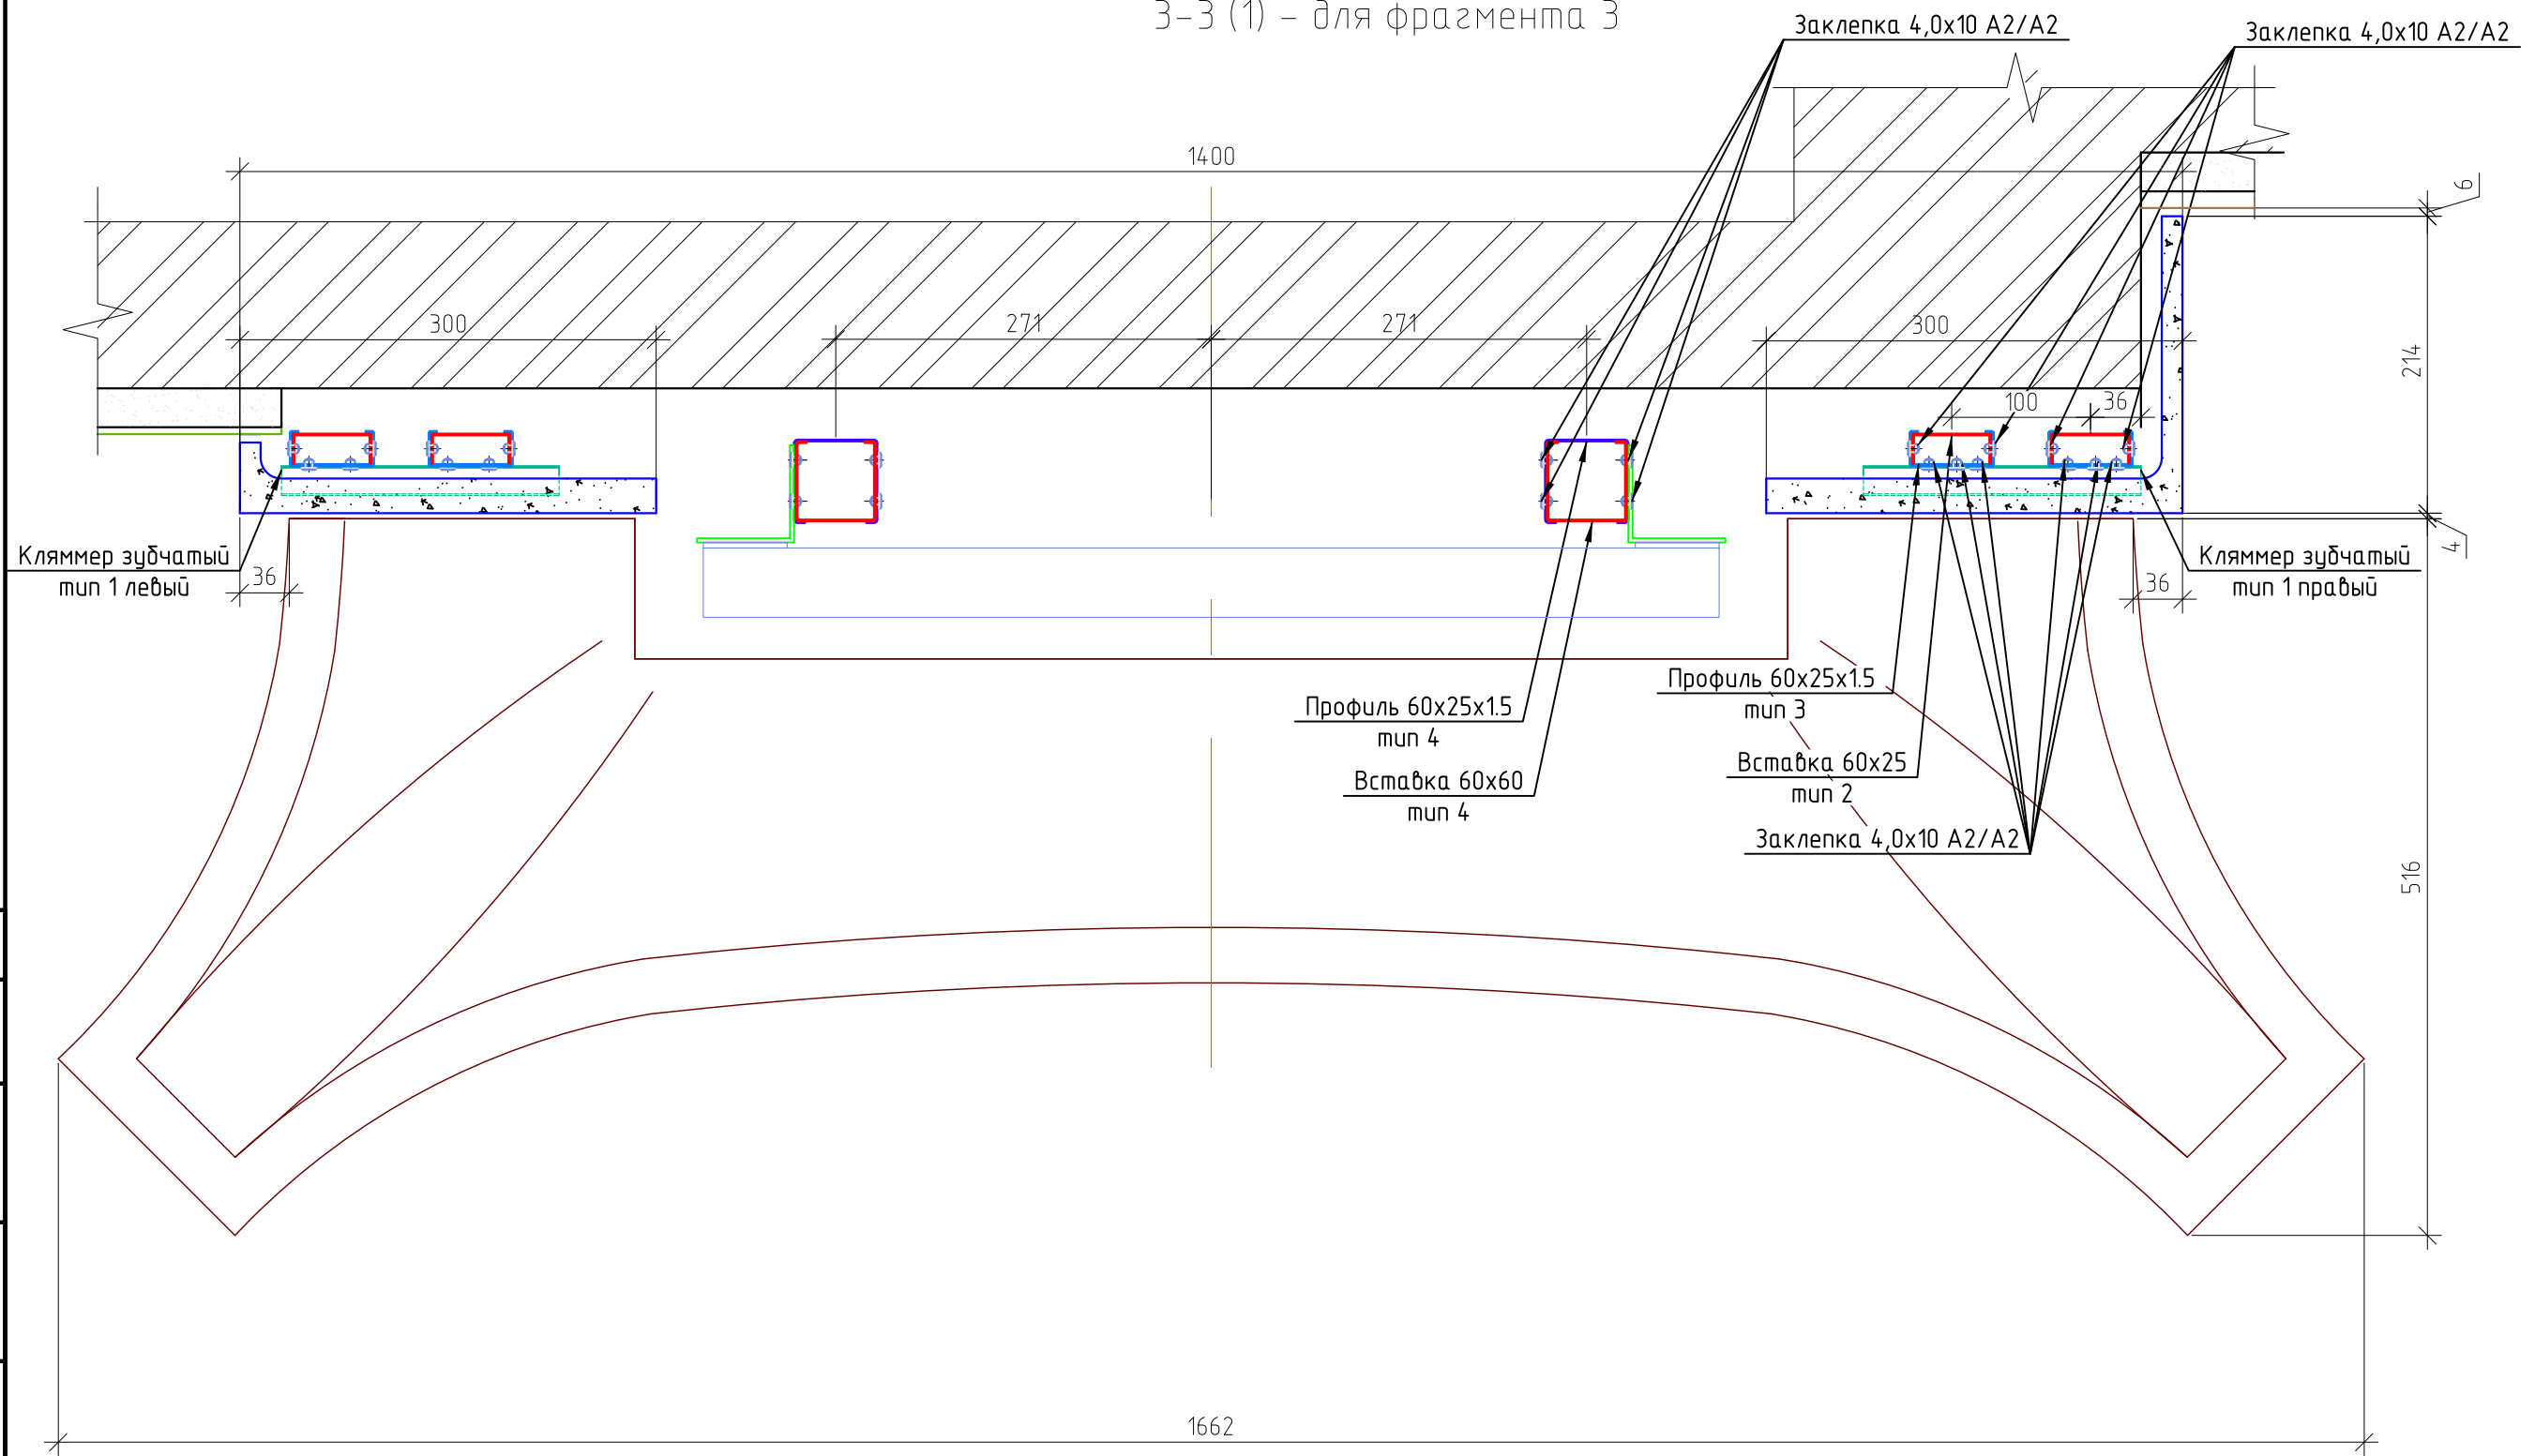 3-3 (1) - для фрагмента 3
Заклепка 4,0х10 А2/А2
Заклепка 4,0х10 А2/А2
1400
6
300
271
271
300
214
100
36
Кляммер зубчатый
тип 1 левый
36
4
Кляммер зубчатый
тип 1 правый
36
Профиль 60х25х1.5
тип 4
Профиль 60х25х1.5
тип 3
Вставка 60х60
тип 4
Вставка 60х25
тип 2
Заклепка 4,0х10 А2/А2
516
1662